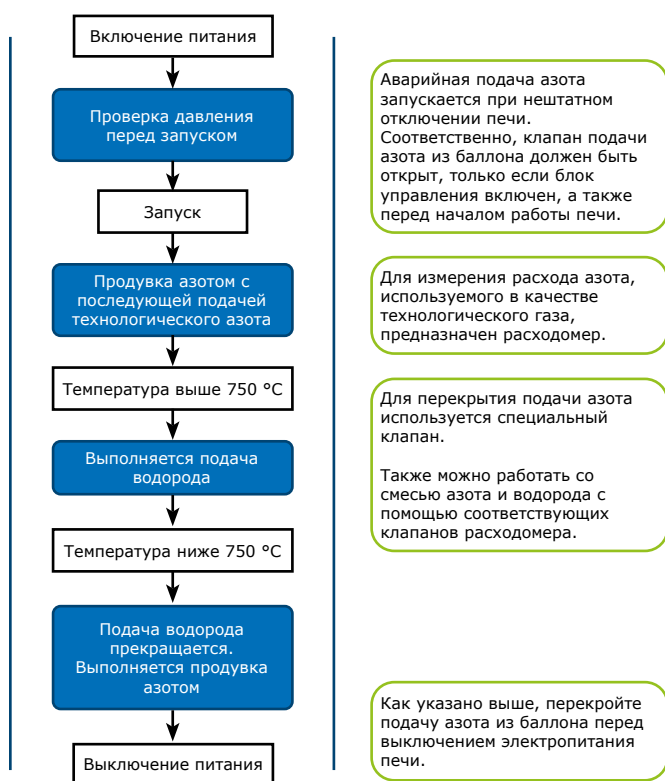 Включение питания
Проверка давления
перед запуском
Запуск
Продувка азотом с
последующей подачей
технологического азота
Температура выше 750 °C
Выполняется подача
водорода
Температура ниже 750 °C
Подача водорода
прекращается.
Выполняется продувка
азотом
Выключение питания
Аварийная подача азота
запускается при нештатном
отключении печи.
Соответственно, клапан подачи
азота из баллона должен быть
открыт, только если блок
управления включен, а также
перед началом работы печи.
Для измерения расхода азота,
используемого в качестве
технологического газа,
предназначен расходомер.
Для перекрытия подачи азота
используется специальный
клапан.
Также можно работать со
смесью азота и водорода с
помощью соответствующих
клапанов расходомера.
Как указано выше, перекройте
подачу азота из баллона перед
выключением электропитания
печи.